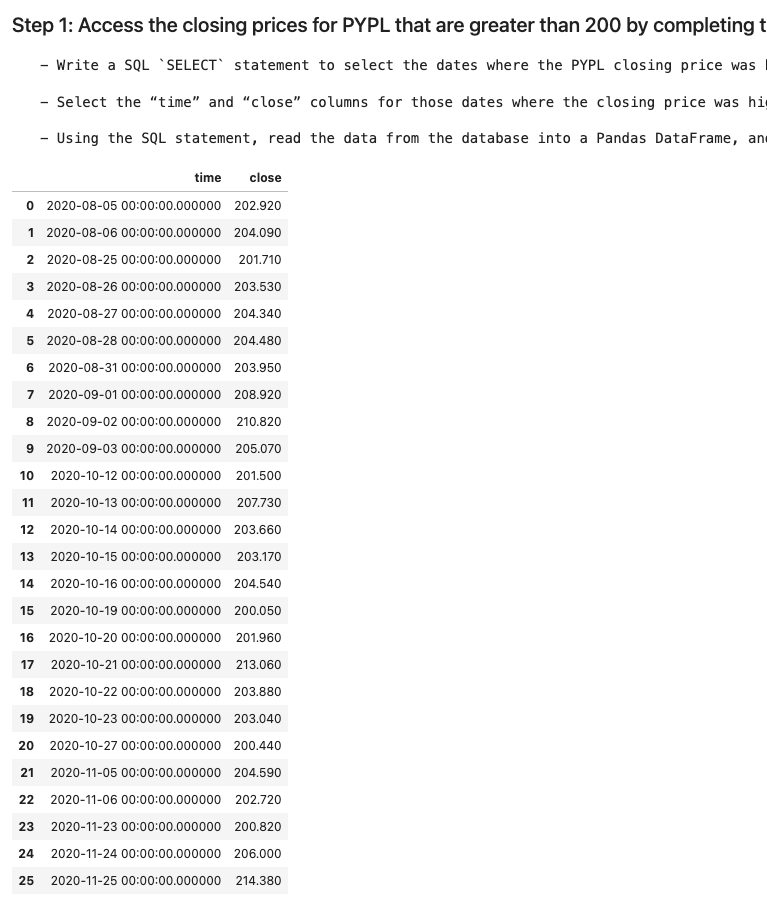 Step 1: Access the closing prices for PYPL that are greater than 200 by completing t
– Write a SQL `SELECT` statement to select the dates where the PYPL closing price was
– Select the “time” and “close” columns for those dates where the closing price was hi
– Using the SQL statement, read the data from the database into a Pandas DataFrame, an
time close
0 2020-08-05 00:00:00.000000 202.920
1 2020-08-06 00:00:00.000000 204.090
2 2020-08-25 00:00:00.000000 201.710
3 2020-08-26 00:00:00.000000 203.530
4 2020-08-27 00:00:00.000000 204.340
5 2020-08-28 00:00:00.000000 204.480
6 2020-08-31 00:00:00.000000 203.950
7 2020-09-01 00:00:00.000000 208.920
8 2020-09-02 00:00:00.000000 210.820
9 2020-09-03 00:00:00.000000 205.070
10 2020-10-12 00:00:00.000000 201.500
11 2020-10-13 00:00:00.000000 207.730
12 2020-10-14 00:00:00.000000 203.660
13 2020-10-15 00:00:00.000000 203.170
14 2020-10-16 00:00:00.000000 204.540
15 2020-10-19 00:00:00.000000 200.050
16 2020-10-20 00:00:00.000000 201.960
17 2020-10-21 00:00:00.000000 213.060
18 2020-10-22 00:00:00.000000 203.880
19 2020-10-23 00:00:00.000000 203.040
20 2020-10-27 00:00:00.000000 200.440
21 2020-11-05 00:00:00.000000 204.590
22 2020-11-06 00:00:00.000000 202.720
23 2020-11-23 00:00:00.000000 200.820
24 2020-11-24 00:00:00.000000 206.000
25 2020-11-25 00:00:00.000000 214.380